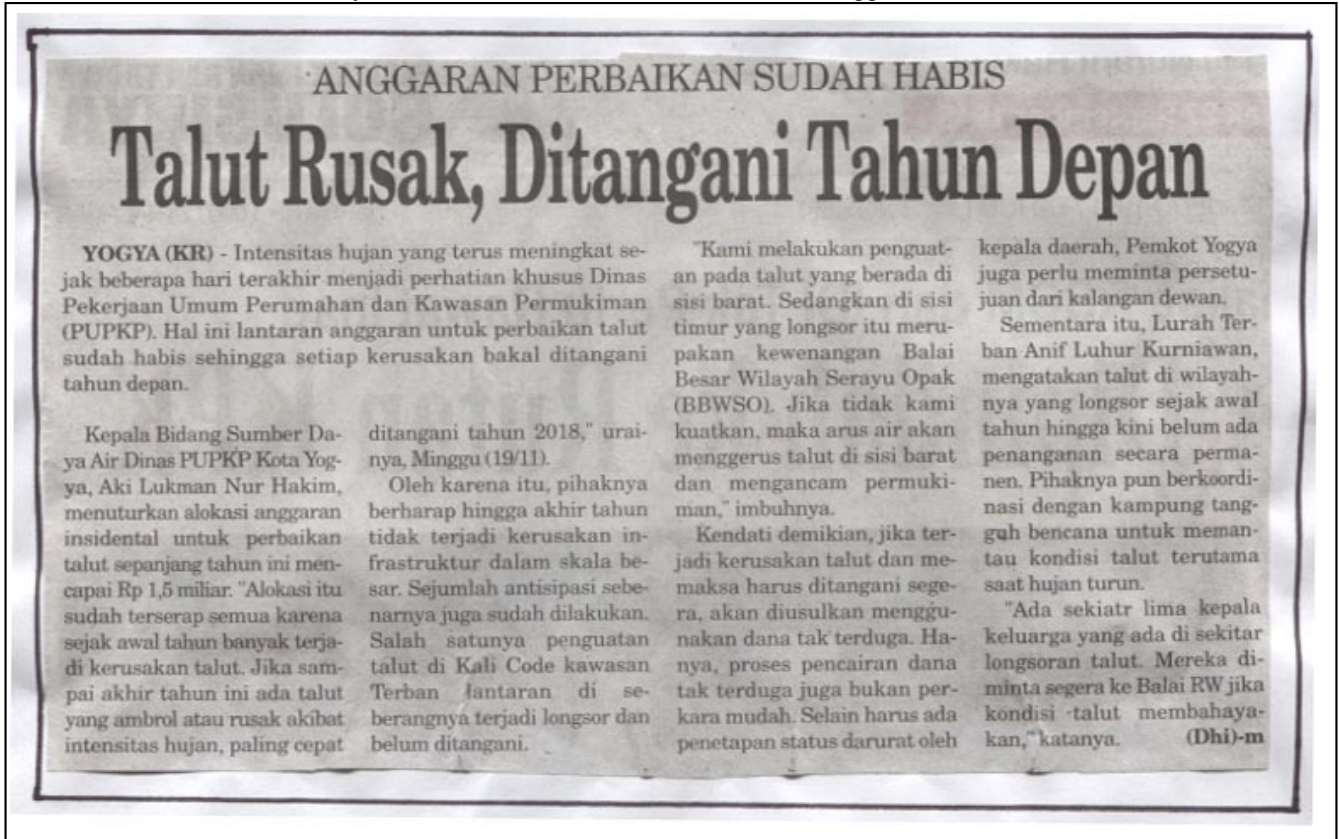 ANGGARAN PERBAIKAN SUDAH HABIS
Talut Rusak, Ditangani Tahun Depan
YOGYA (KR) - Intensitas hujan yang terus meningkat se-
jak beberapa hari terakhir menjadi perhatian khusus Dinas
Pekerjaan Umum Perumahan dan Kawasan Permukiman
(PUPKP). Hal ini lantaran anggaran untuk perbaikan talut
sudah habis sehingga setiap kerusakan bakal ditangani
tahun depan.
Kepala Bidang Sumber Da-
ya Air Dinas PUPKP Kota Yog-
ya, Aki Lukman Nur Hakim,
menuturkan alokasi anggaran
insidental untuk perbaikan
talut sepanjang tahun ini men-
capai Rp 1,5 miliar. "Alokasi itu
sudah terserap semua karena
sejak awal tahun banyak terja-
di kerusakan talut. Jika sam-
pai akhir tahun ini ada talut
yang ambrol atau rusak akibat
intensitas hujan, paling cepat
ditangani tahun 2018," urai-
nya, Minggu (19/11).
Oleh karena itu, pihaknya
berharap hingga akhir tahun
tidak terjadi kerusakan in-
frastruktur dalam skala be-
sar. Sejumlah antisipasi sebe-
narnya juga sudah dilakukan.
Salah satunya penguatan
talut di Kali Code kawasan
Terban lantaran di se-
berangnya terjadi longsor dan
belum ditangani.
"Kami melakukan penguat-
an pada talut yang berada di
sisi barat. Sedangkan di sisi
timur yang longsor itu meru-
pakan kewenangan Balai
Besar Wilayah Serayu Opak
(BBWSO). Jika tidak kami
kuatkan, maka arus air akan
menggerus talut di sisi barat
dan mengancam permuki-
man," imbuhnya.
Kendati demikian, jika ter-
jadi kerusakan talut dan me-
maksa harus ditangani sege-
ra, akan diusulkan menggu-
nakan dana tak terduga. Ha-
nya, proses pencairan dana
tak terduga juga bukan per-
kara mudah. Selain harus ada
penetapan status darurat oleh
kepala daerah, Pemkot Yogya
juga perlu meminta persetu-
juan dari kalangan dewan.
Sementara itu, Lurah Ter-
ban Anif Luhur Kurniawan,
mengatakan talut di wilayah-
nya yang longsor sejak awal
tahun hingga kini belum ada
penanganan secara perma-
nen. Pihaknya pun berkoordi-
nasi dengan kampung tang-
guh bencana untuk meman-
tau kondisi talut terutama
saat hujan turun.
"Ada sekiatr lima kepala
keluarga yang ada di sekitar
longsoran talut. Mereka di-
minta segera ke Balai RW jika
kondisi talut membahaya-
kan," katanya. (Dhi)-m